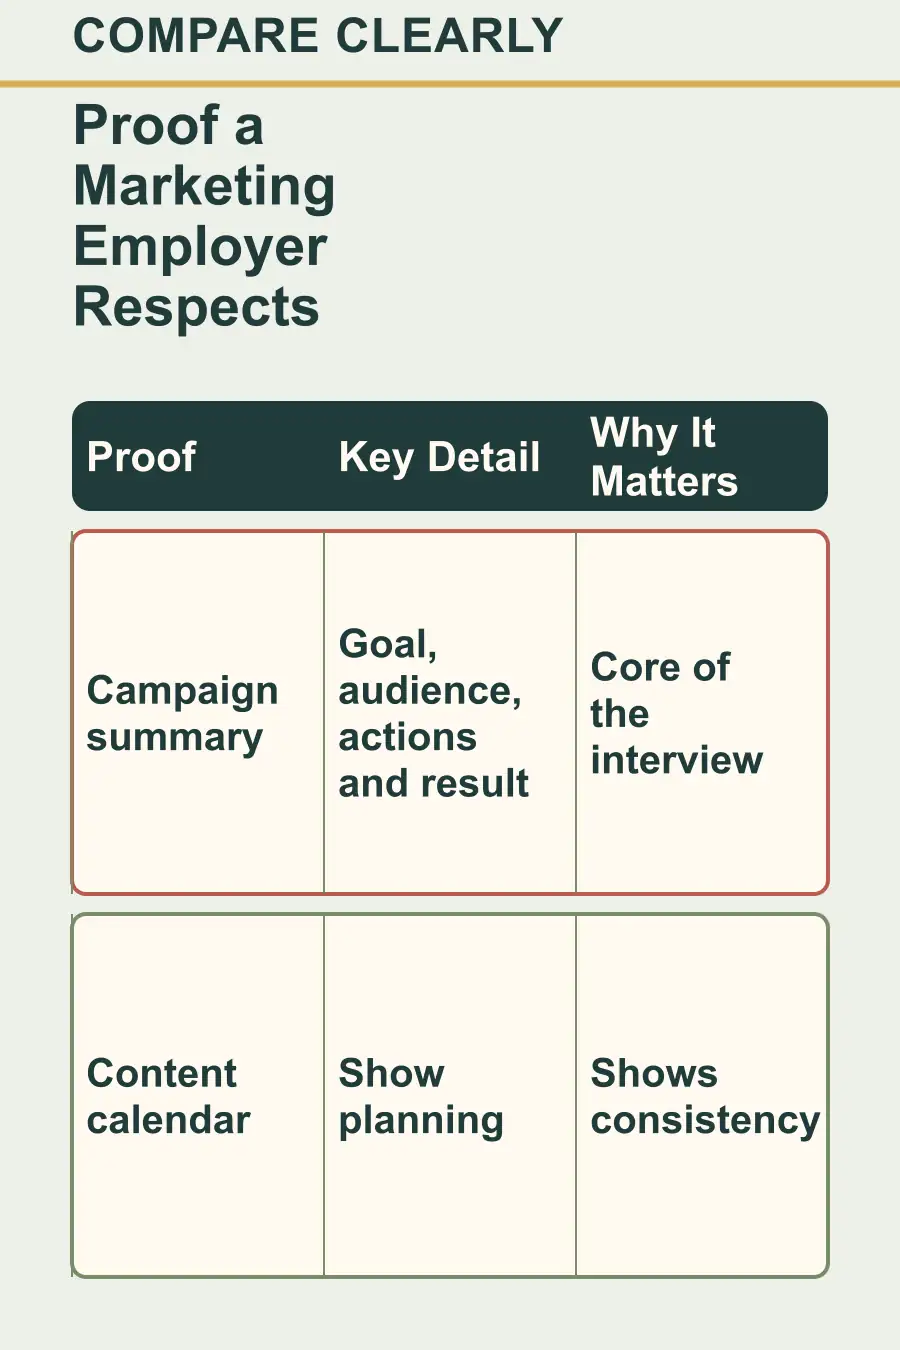 COMPARE CLEARLY
Proof a
Marketing
Employer
Respects
Proof
Key Detail
Why It
Matters
Campaign
summary
Goal,
audience,
actions
and result
Core of
the
interview
Content
calendar
Show
planning
Shows
consistency